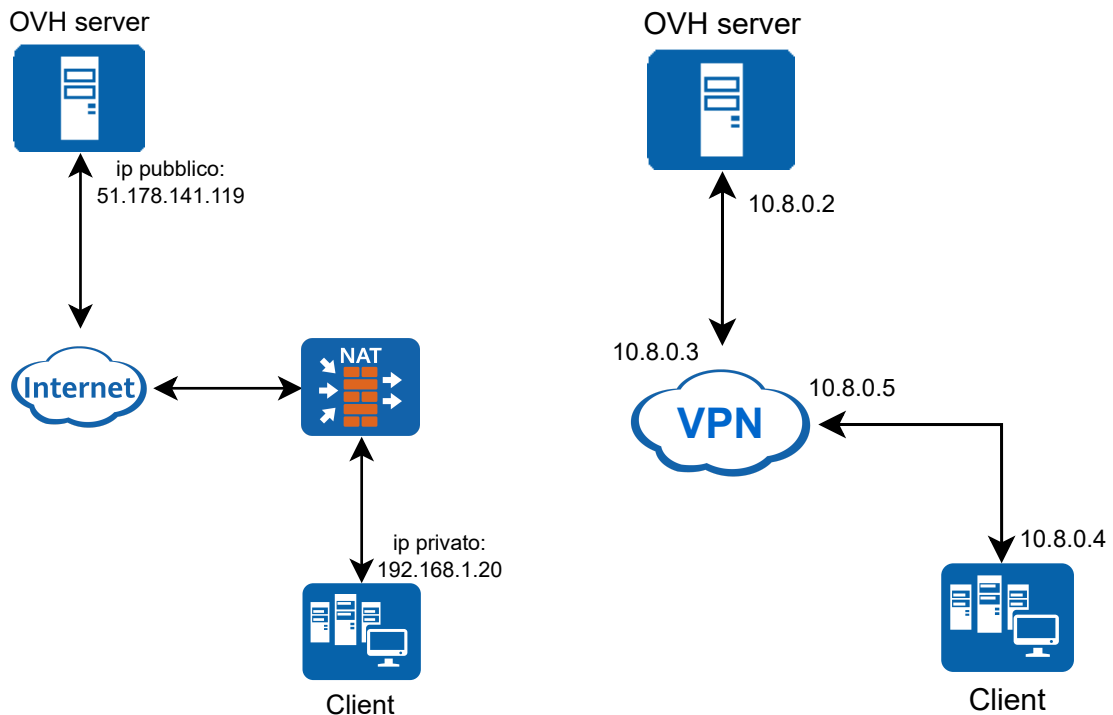 OVH server
ip pubblico:
51.178.141.119
Internet
NAT
ip privato:
192.168.1.20
Client
OVH server
10.8.0.2
10.8.0.3
VPN
10.8.0.5
10.8.0.4
Client